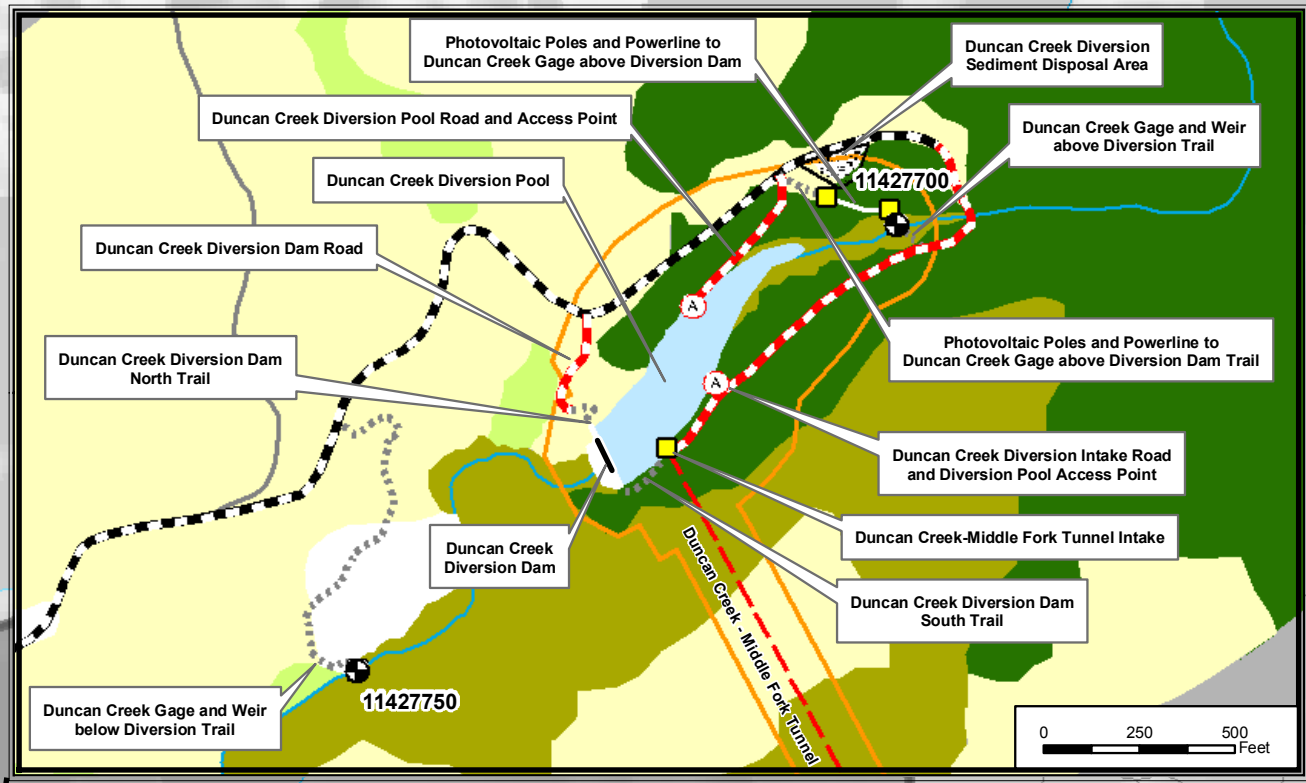 Photovoltaic Poles and Powerline to
Duncan Creek Gage above Diversion Dam
Duncan Creek Diversion
Sediment Disposal Area
Duncan Creek Diversion Pool Road and Access Point
Duncan Creek Gage and Weir
above Diversion Trail
Duncan Creek Diversion Pool
11427700
Duncan Creek Diversion Dam Road
A
Photovoltaic Poles and Powerline to
Duncan Creek Gage above Diversion Dam Trail
Duncan Creek Diversion Dam
North Trail
A
Duncan Creek Diversion Intake Road
and Diversion Pool Access Point
Duncan Creek
Diversion Dam
Duncan Creek-Middle Fork Tunnel Intake
Duncan Creek - Middle Fork Tunnel
Duncan Creek Diversion Dam
South Trail
11427750
Duncan Creek Gage and Weir
below Diversion Trail
0 250 500
Feet